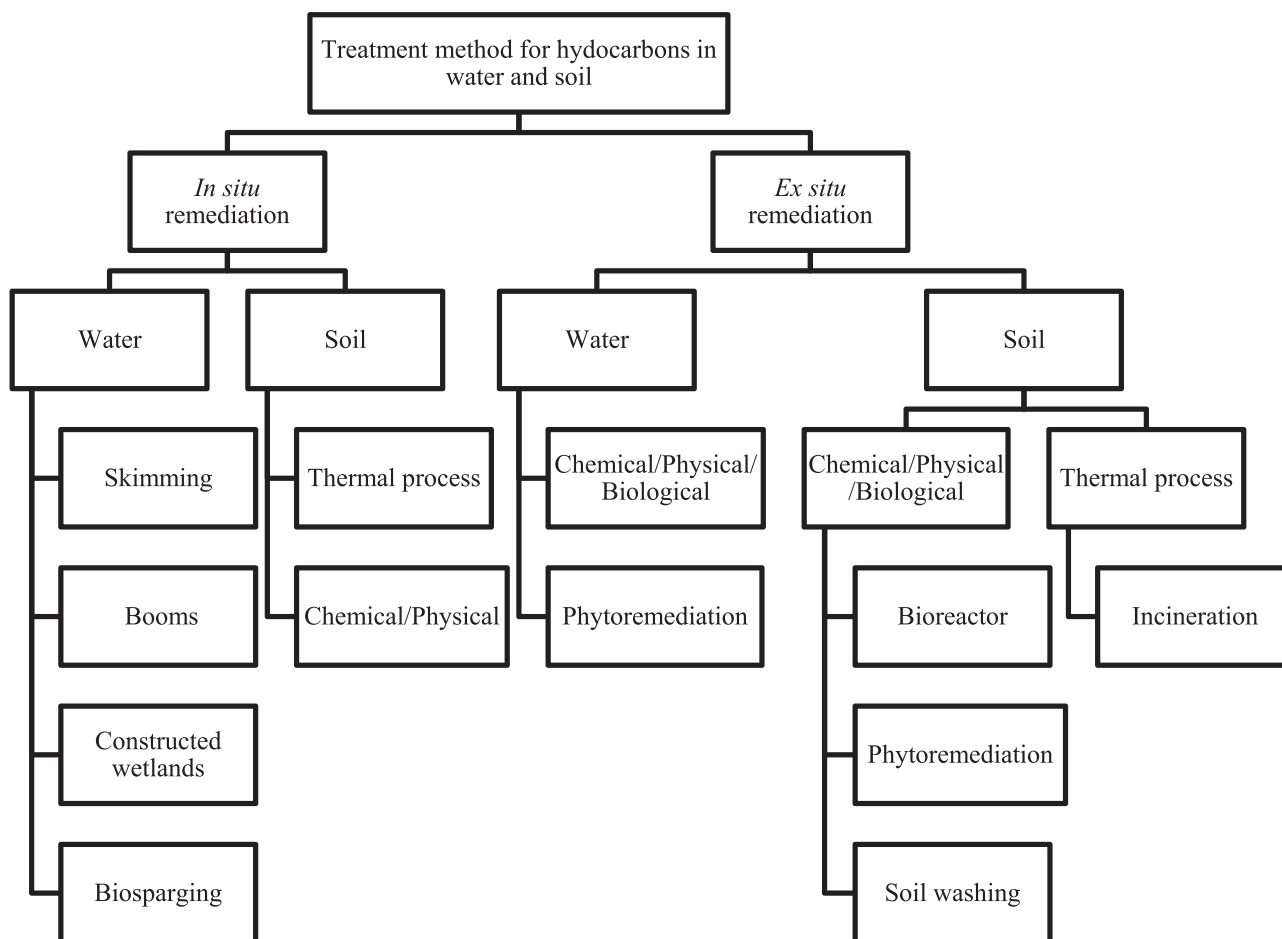 Treatment method for hydocarbons in
water and soil
In situ
remediation
Ex situ
remediation
Water
Soil
Water
Soil
Skimming
Thermal process
Chemical/Physical/
Biological
Chemical/Physical
/Biological
Thermal process
Booms
Chemical/Physical
Phytoremediation
Bioreactor
Incineration
Constructed
wetlands
Phytoremediation
Biosparging
Soil washing